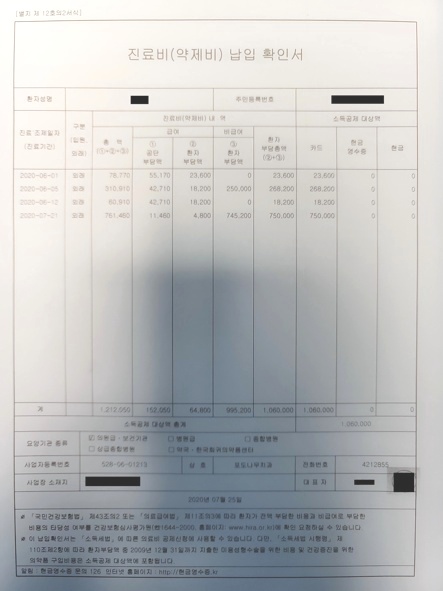 [별지 제 12호의2서식]
진료비(약제비) 납입 확인서
환자성명 주민등록번호
진료 조제일자 (진료기관) 구분 (입원, 외래) 진료비(약제비) 내 역 소득공제 대상액
총 액 (①+②+③) 급여 비급여 환자 부담총액 (②+③) 카드 현금 영수증 현금
① 공단 부담액 ② 환자 부담액 ③ 환자 부담액
2020-06-01 외래 78,770 55,170 23,600 0 23,600 23,600 0 0
2020-06-05 외래 310,910 42,710 18,200 250,000 268,200 268,200 0 0
2020-06-12 외래 60,910 42,710 18,200 0 18,200 18,200 0 0
2020-07-21 외래 761,460 11,460 4,800 745,200 750,000 750,000 0 0
계 1,212,050 152,050 64,800 995,200 1,060,000 1,060,000 0 0
소득공제 대상액 총계 1,060,000
요양기관 종류 ☑ 의원급·보건기관 ☐ 병원급 ☐ 종합병원
☐ 상급종합병원 ☐ 약국·한국희귀의약품센터
사업자등록번호 528-06-01313 상 호 치과 전화번호 4212855
사업장 소재지 대 표 자
2020년 07월 25일
「국민건강보험법」 제43조의2 또는 「의료급여법」 제11조의3에 따라 환자가 전액 부담한 비용과 비급여로 부담한
비용의 타당성 여부를 건강보험심사평가원(☎1644-2000, 홈페이지: www.hira.or.kr)에 확인 요청하실 수 있습니다.
이 납입확인서는 「소득세법」에 따른 의료비 공제신청에 사용할 수 있습니다. 다만, 「소득세법 시행령」 제
110조제2항에 따라 환자부담액 중 2009년 12월 31일까지 지출한 미용성형수술을 위한 비용 및 건강증진을 위한
의약품 구입비용은 소득공제 대상액에 포함됩니다.
알림 : 현금영수증 문의 126, 인터넷 홈페이지 : http://현금영수증.kr